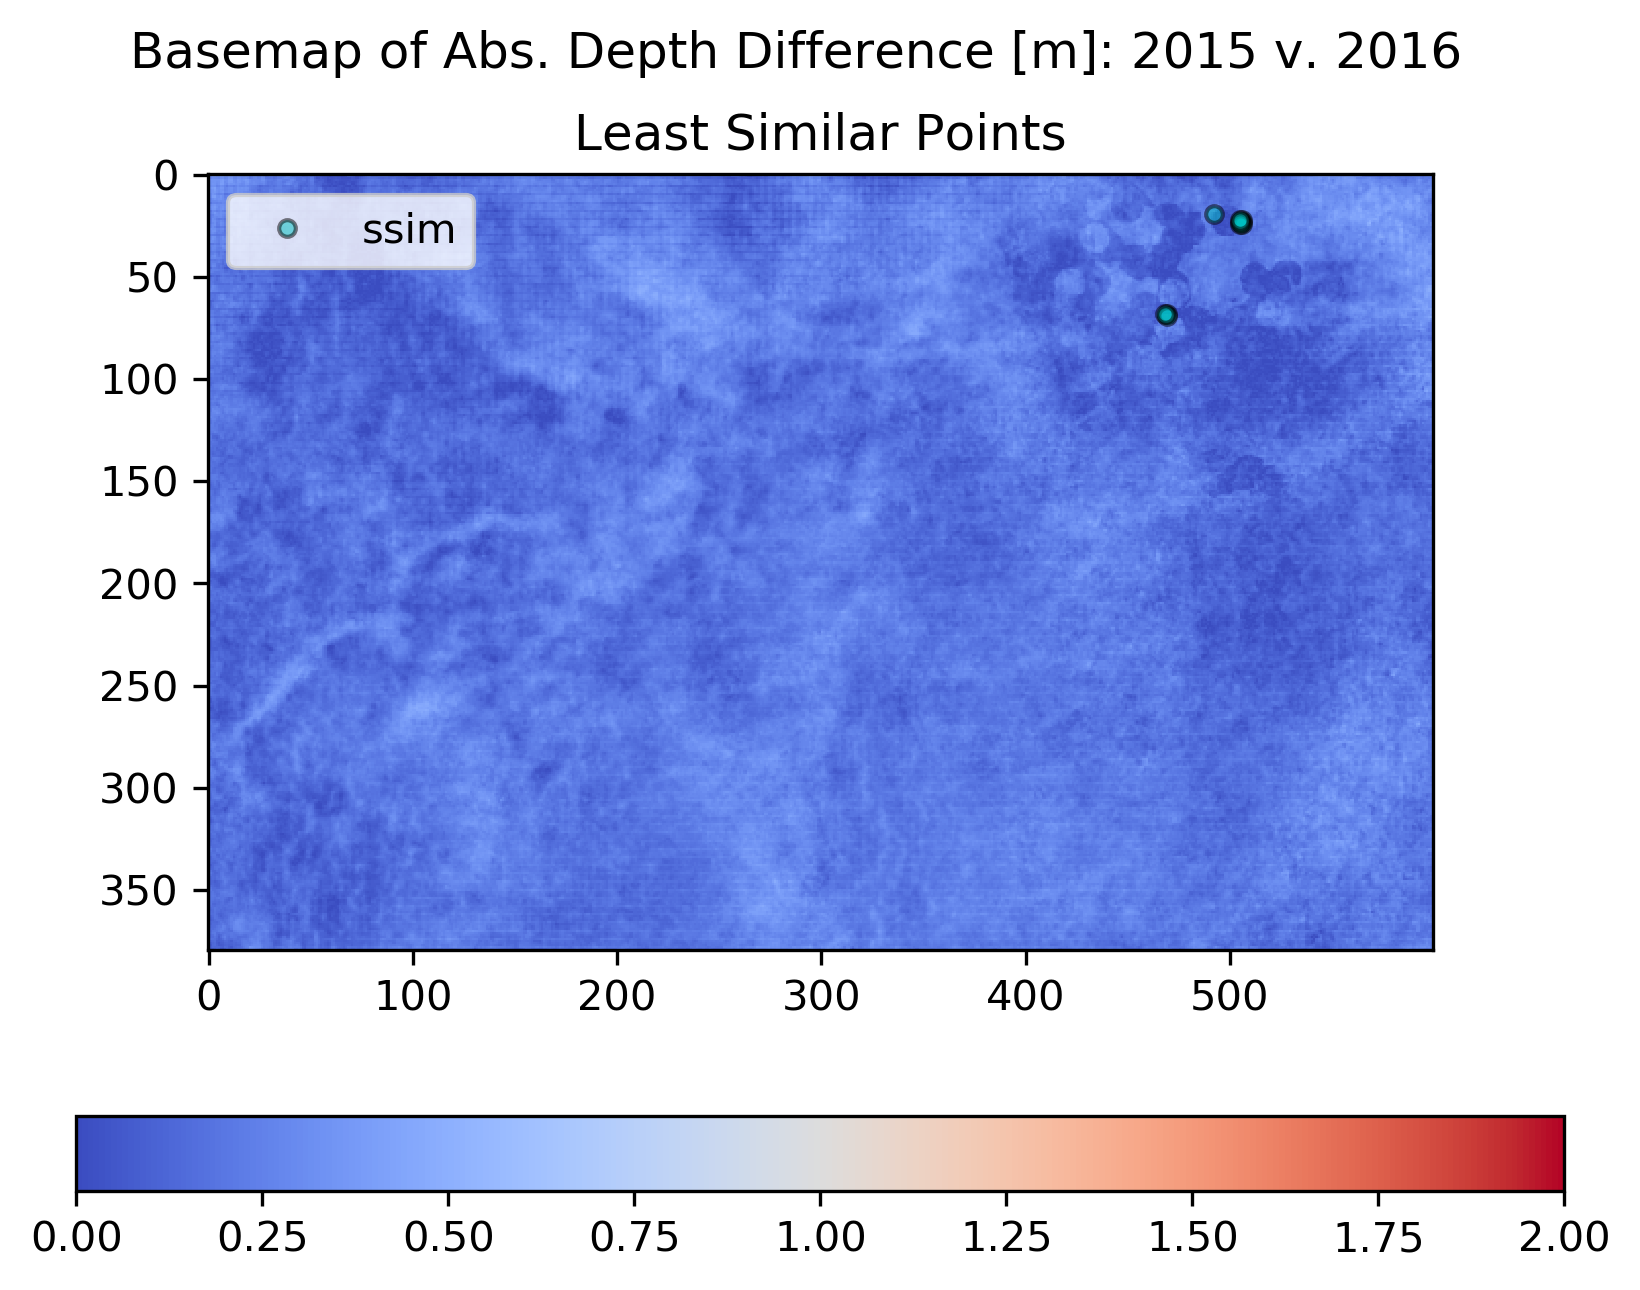 Basemap of Abs. Depth Difference [m]: 2015 v. 2016
Least Similar Points
ssim
0
50
100
150
200
250
300
350
0 100 200 300 400 500
0.00 0.25 0.50 0.75 1.00 1.25 1.50 1.75 2.00